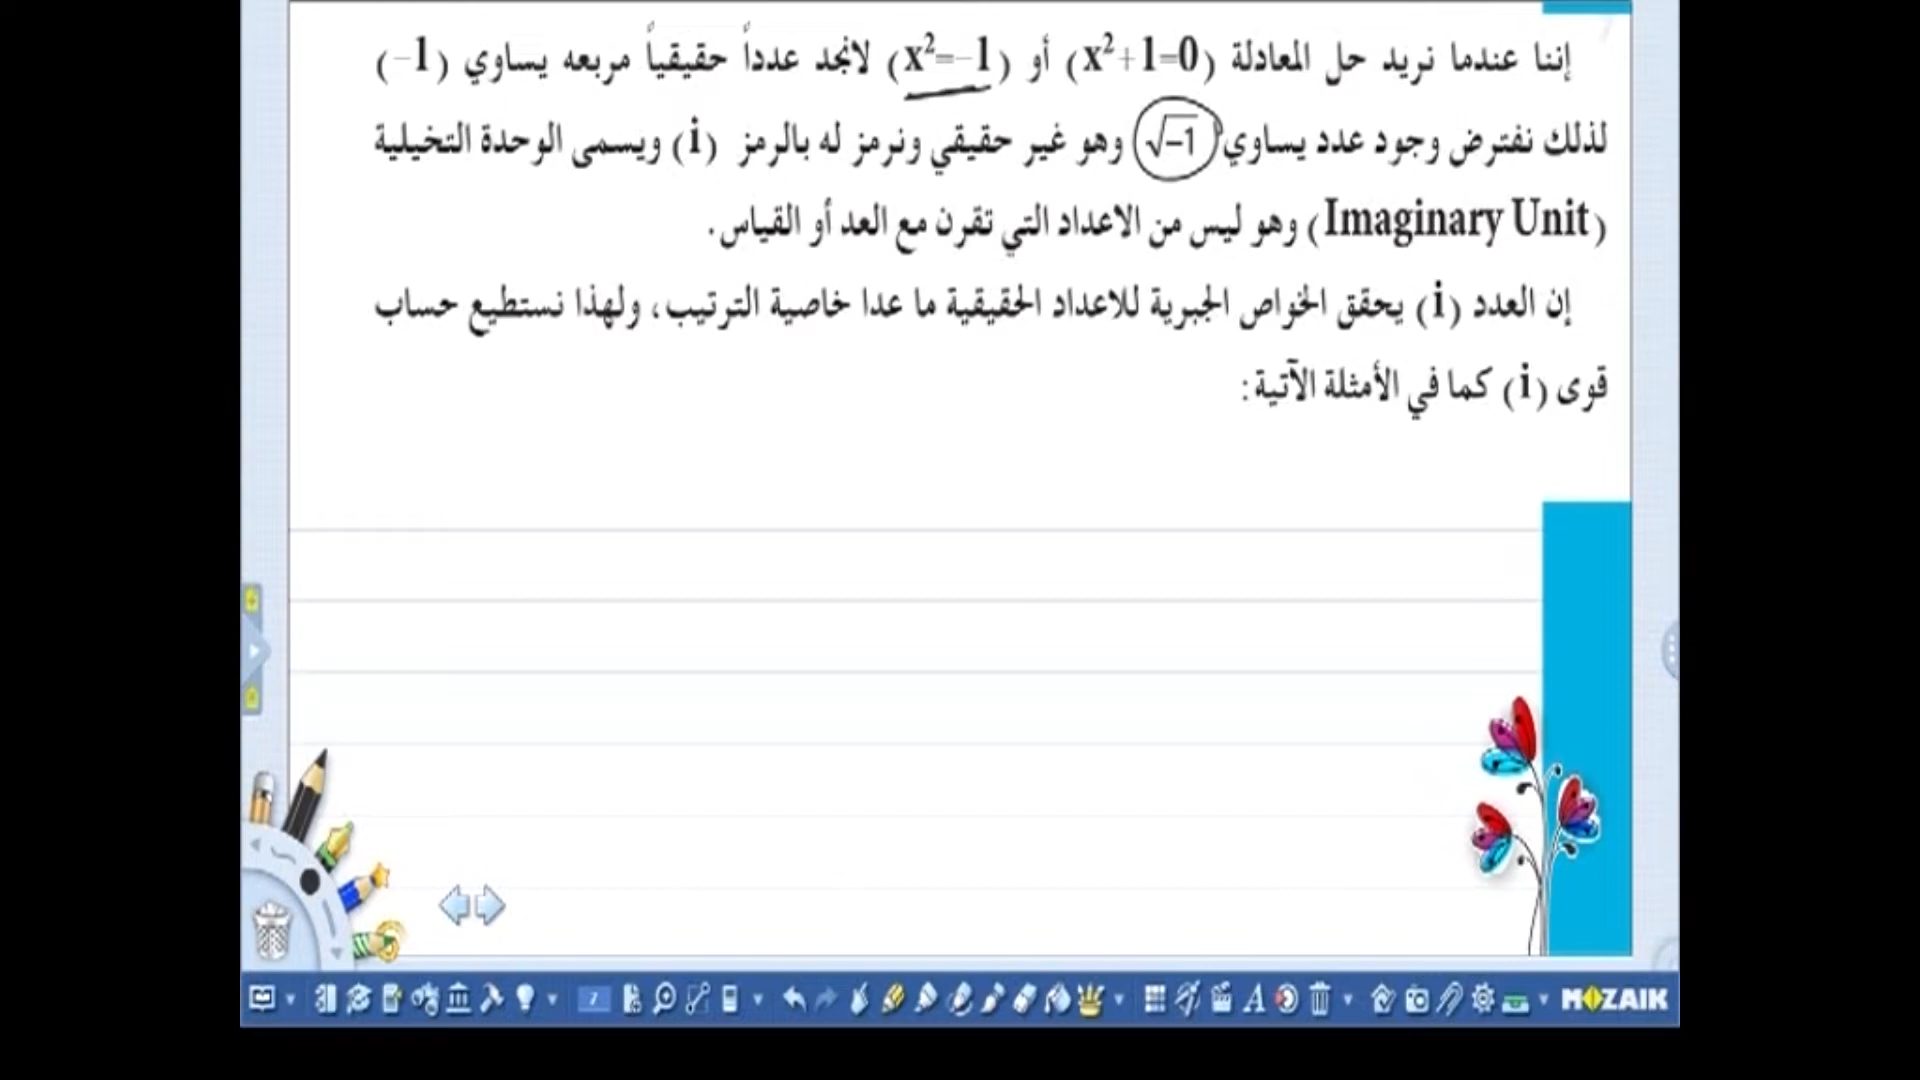 إننا عندما نريد حل المعادلة (x²+1=0) أو (x²=-1) لانجد عدداً حقيقياً مربعه يساوي (-1)
لذلك نفترض وجود عدد يساوي √-1 وهو غير حقيقي ونرمز له بالرمز (i) ويسمى الوحدة التخيلية
(Imaginary Unit) وهو ليس من الاعداد التي تقرن مع العد أو القياس.
إن العدد (i) يحقق الخواص الجبرية للاعداد الحقيقية ما عدا خاصية الترتيب، ولهذا نستطيع حساب
قوى (i) كما في الأمثلة الآتية:
7
MOZAIK